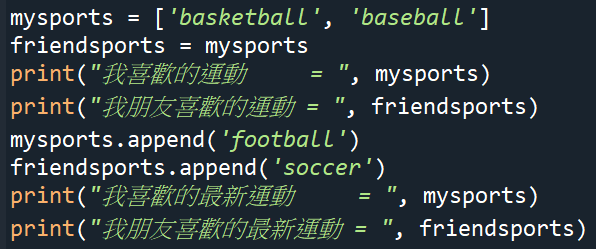 mysports = ['basketball', 'baseball']
friendsports = mysports
print("我喜歡的運動     = ", mysports)
print("我朋友喜歡的運動 = ", friendsports)
mysports.append('football')
friendsports.append('soccer')
print("我喜歡的最新運動     = ", mysports)
print("我朋友喜歡的最新運動 = ", friendsports)